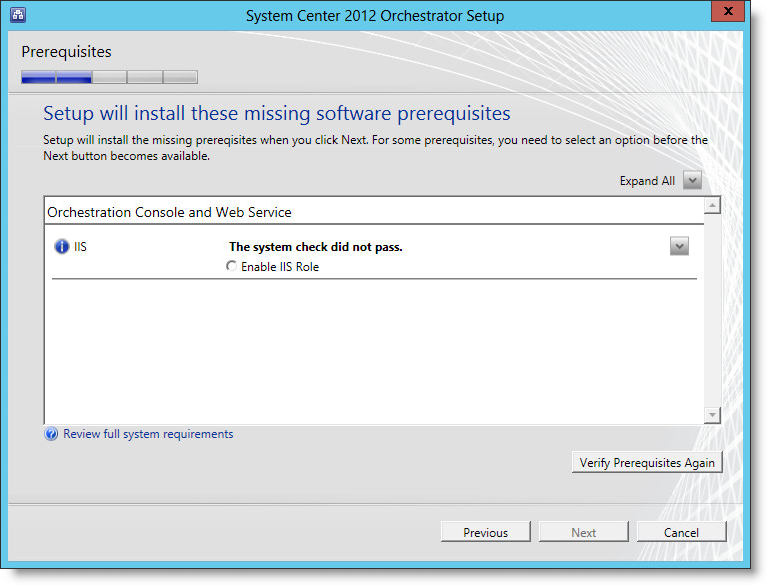 System Center 2012 Orchestrator Setup
x
Prerequisites
Setup will install these missing software prerequisites
Setup will install the missing prereqisites when you click Next. For some prerequisites, you need to select an option before the
Next button becomes available.
Expand All
Orchestration Console and Web Service
IIS The system check did not pass.
Enable IIS Role
Review full system requirements
Verify Prerequisites Again
Previous Next Cancel